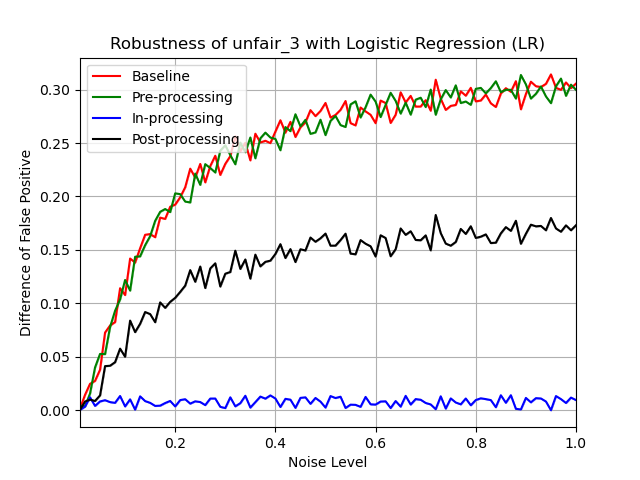 Robustness of unfair_3 with Logistic Regression (LR)
Baseline
Pre-processing
In-processing
Post-processing
Difference of False Positive
0.30
0.25
0.20
0.15
0.10
0.05
0.00
0.2
0.4
0.6
0.8
1.0
Noise Level